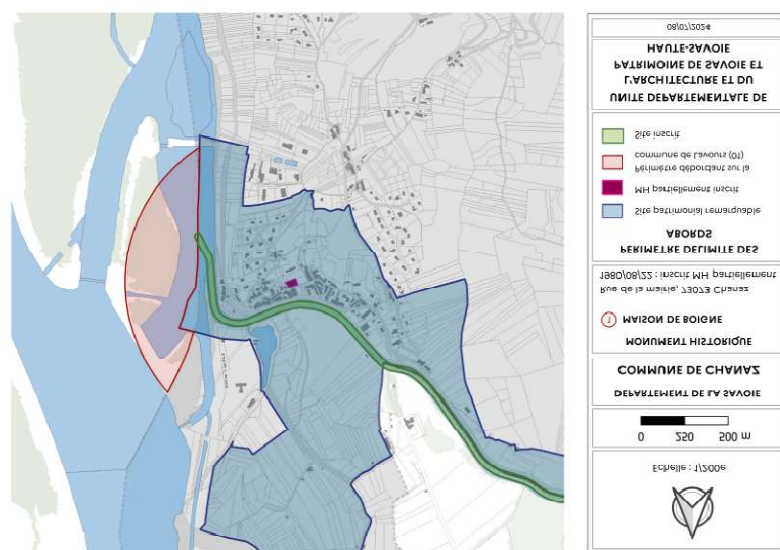 Echelle : 1/200e
0 250 500 m
DEPARTEMENT DE LA SAVOIE
COMMUNE DE CHANAZ
MONUMENT HISTORIQUE
1 MAISON DE BOIGNE
Rue de la mairie, 73073 Chanaz
1980/08/22 : inscrit MH partiellement
PERIMETRE DELIMITE DES
ABORDS
Site patrimonial remarquable
MH partiellement inscrit
Périmètre débordant sur la
commune de Lavours (01)
Site inscrit
UNITE DEPARTEMENTALE DE
L'ARCHITECTURE ET DU
PATRIMOINE DE SAVOIE ET
HAUTE-SAVOIE
08/07/2024